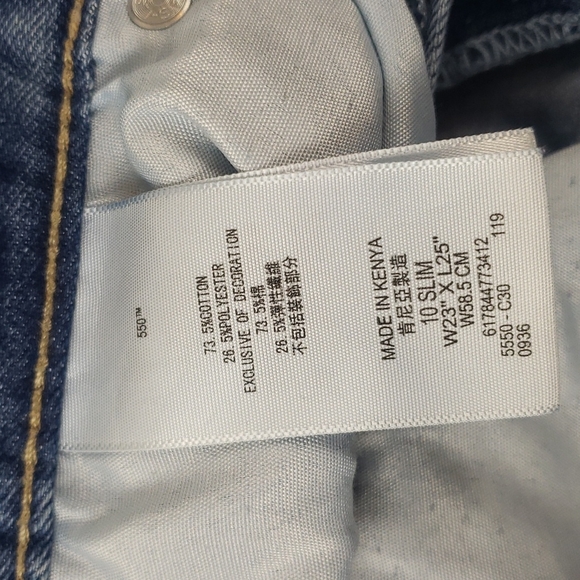 550™
73.5%COTTON
26.5%POLYESTER
EXCLUSIVE OF DECORATION
73.5%棉
26.5%彈性纖維
不包括裝飾部分
MADE IN KENYA
肯尼亞製造
10 SLIM
W23" X L25"
W58.5 CM
617844773412 119
5550 - C30
0936